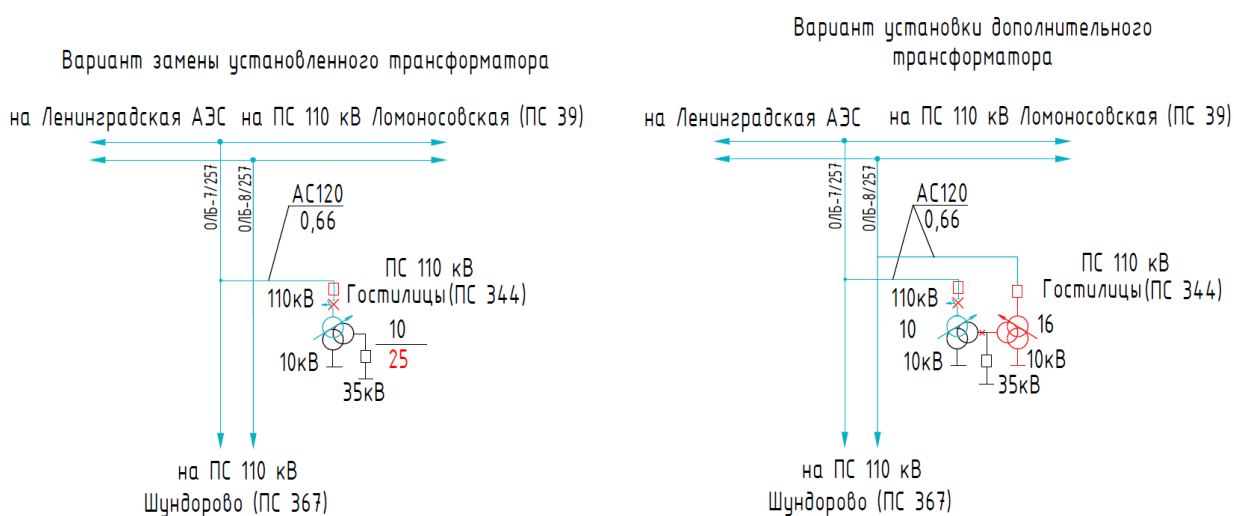 Вариант замены установленного трансформатора
на Ленинградская АЭС на ПС 110 кВ Ломоносовская (ПС 39)
ОЛБ-7/257
ОЛБ-8/257
АС120
0,66
ПС 110 кВ
Гостилицы(ПС 344)
110кВ
10
25
10кВ
35кВ
на ПС 110 кВ
Шундорово (ПС 367)
Вариант установки дополнительного
трансформатора
на Ленинградская АЭС на ПС 110 кВ Ломоносовская (ПС 39)
ОЛБ-7/257
ОЛБ-8/257
АС120
0,66
ПС 110 кВ
Гостилицы(ПС 344)
110кВ
10
16
10кВ
10кВ
35кВ
на ПС 110 кВ
Шундорово (ПС 367)